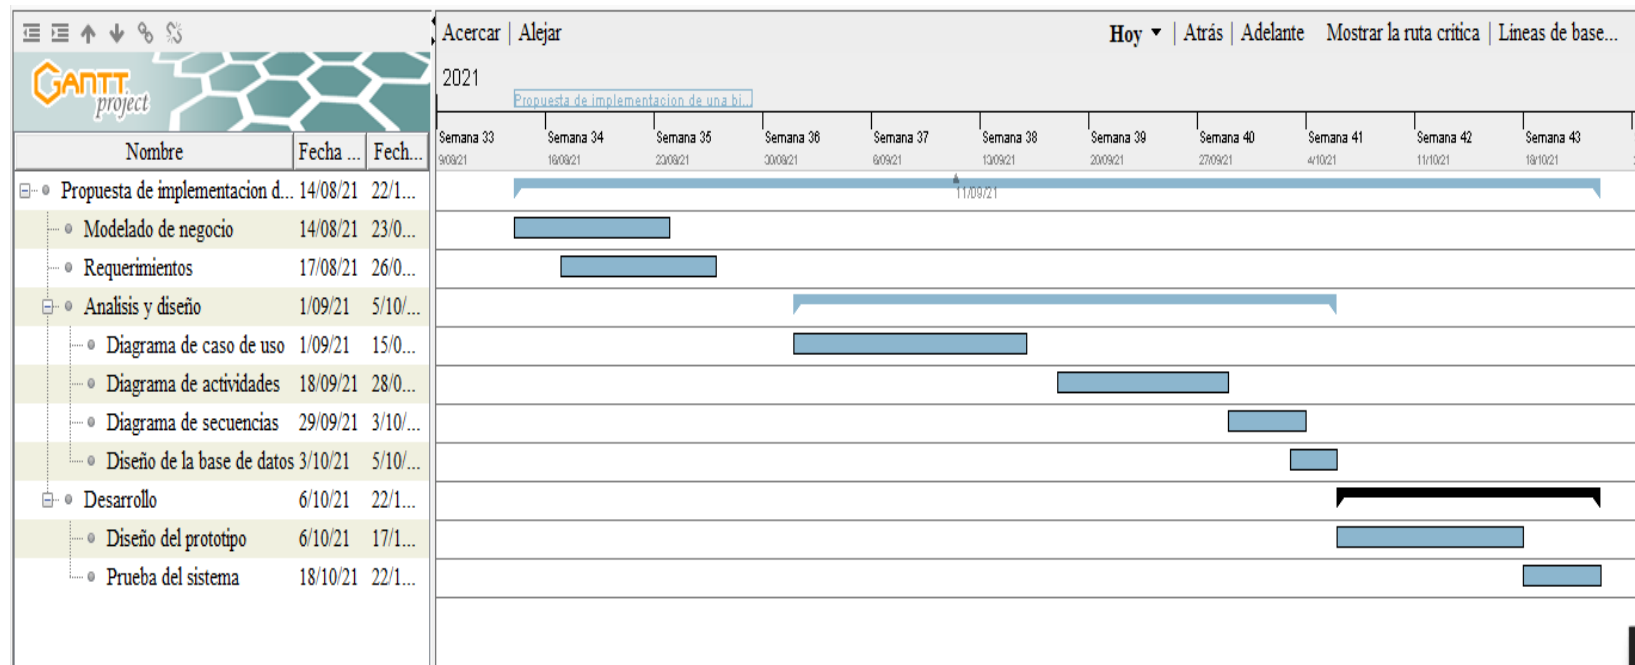 Acercar | Alejar
Hoy ▾ | Atrás | Adelante Mostrar la ruta crítica | Líneas de base...
GANTT
project
2021
Propuesta de implementacion de una bi...
Semana 33 Semana 34 Semana 35 Semana 36 Semana 37 Semana 38 Semana 39 Semana 40 Semana 41 Semana 42 Semana 43
9/08/21 16/08/21 23/08/21 30/08/21 6/09/21 13/09/21 20/09/21 27/09/21 4/10/21 11/10/21 18/10/21
Nombre Fecha ... Fech...
Propuesta de implementacion d... 14/08/21 22/1...
11/09/21
Modelado de negocio 14/08/21 23/0...
Requerimientos 17/08/21 26/0...
Analisis y diseño 1/09/21 5/10/...
Diagrama de caso de uso 1/09/21 15/0...
Diagrama de actividades 18/09/21 28/0...
Diagrama de secuencias 29/09/21 3/10/...
Diseño de la base de datos 3/10/21 5/10/...
Desarrollo 6/10/21 22/1...
Diseño del prototipo 6/10/21 17/1...
Prueba del sistema 18/10/21 22/1...